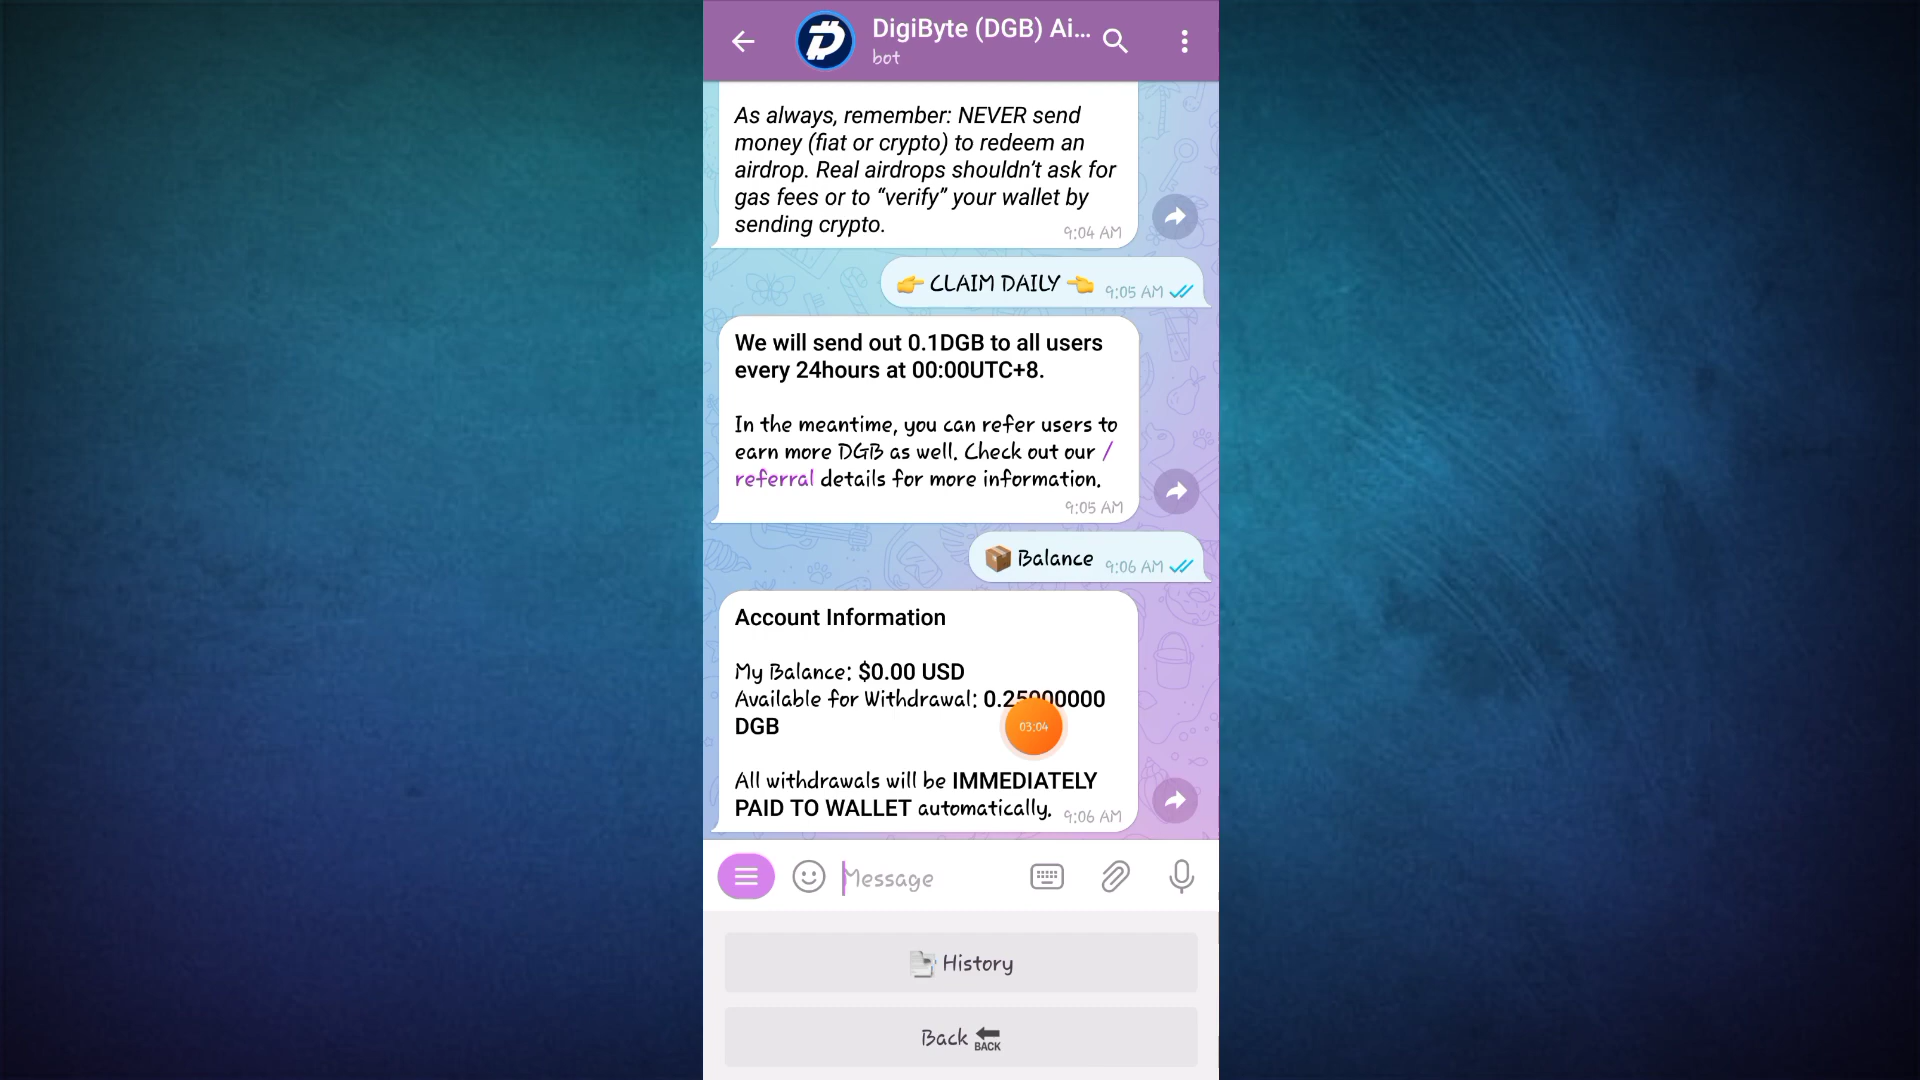 DigiByte (DGB) Ai...
bot
As always, remember: NEVER send
money (fiat or crypto) to redeem an
airdrop. Real airdrops shouldn't ask for
gas fees or to “verify” your wallet by
sending crypto.
9:04 AM
👉 CLAIM DAILY 👈 9:05 AM
We will send out 0.1DGB to all users
every 24hours at 00:00UTC+8.
In the meantime, you can refer users to
earn more DGB as well. Check out our /
referral details for more information.
9:05 AM
📦 Balance 9:06 AM
Account Information
My Balance: $0.00 USD
Available for Withdrawal: 0.25000000
DGB
03:04
All withdrawals will be IMMEDIATELY
PAID TO WALLET automatically. 9:06 AM
Message
History
Back BACK